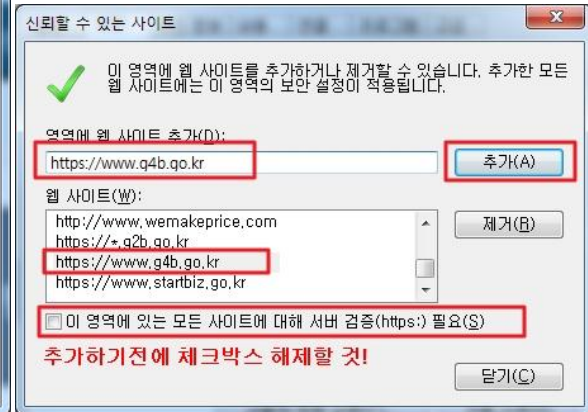 신뢰할 수 있는 사이트
이 영역에 웹 사이트를 추가하거나 제거할 수 있습니다. 추가한 모든
웹 사이트에는 이 영역의 보안 설정이 적용됩니다.
영역에 웹 사이트 추가(D):
https://www.g4b.go.kr
추가(A)
웹 사이트(W):
http://www.wemakeprice.com
https://*.g2b.go.kr
https://www.g4b.go.kr
https://www.startbiz.go.kr
제거(R)
이 영역에 있는 모든 사이트에 대해 서버 검증(https:) 필요(S)
추가하기전에 체크박스 해제할 것!
닫기(C)